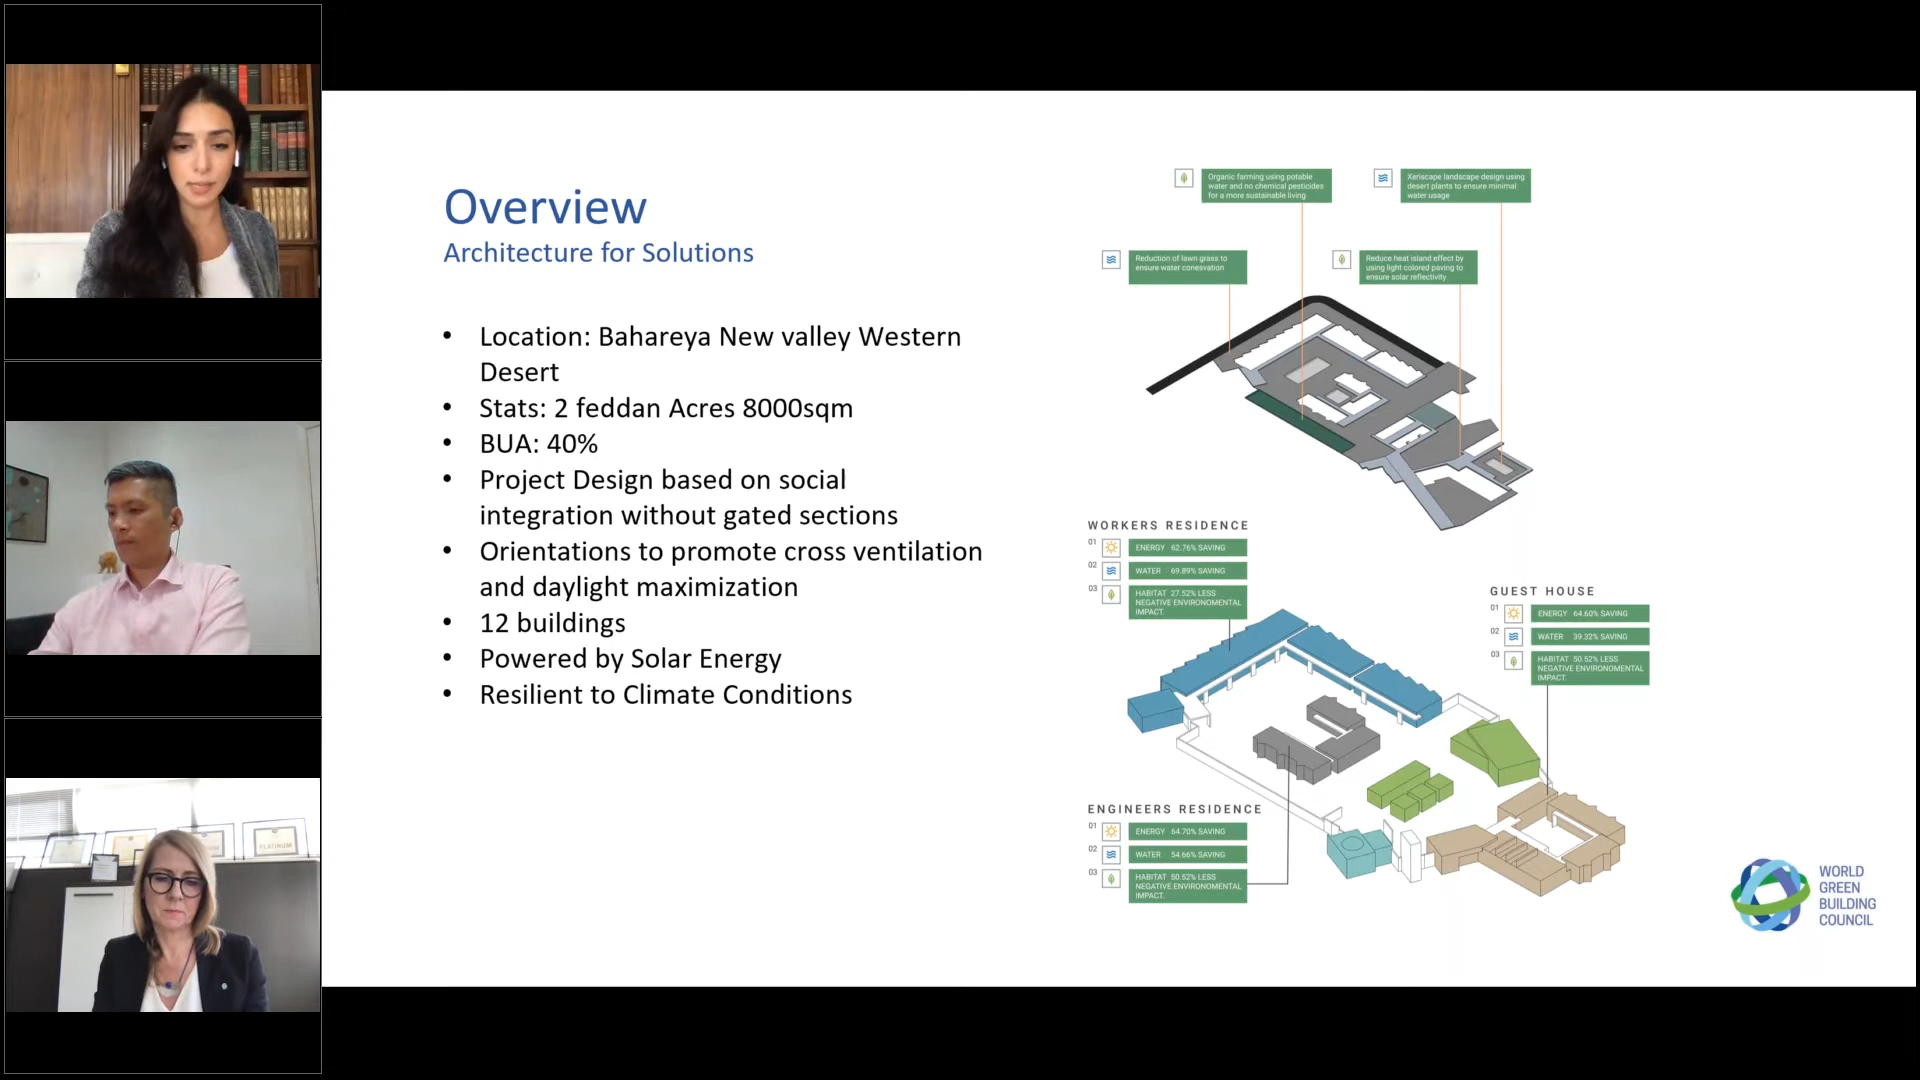 Overview
Architecture for Solutions
• Location: Bahareya New valley Western
Desert
• Stats: 2 feddan Acres 8000sqm
• BUA: 40%
• Project Design based on social
integration without gated sections
• Orientations to promote cross ventilation
and daylight maximization
• 12 buildings
• Powered by Solar Energy
• Resilient to Climate Conditions
Organic farming using potable
water and no chemical pesticides
for a more sustainable living
Xeriscape landscape design using
desert plants to ensure minimal
water usage
Reduction of lawn grass to
ensure water conesvation
Reduce heat island effect by
using light colored paving to
ensure solar reflectivity
WORKERS RESIDENCE
01 ENERGY 62.76% SAVING
02 WATER 69.89% SAVING
03 HABITAT 27.52% LESS
NEGATIVE ENVIRONOMENTAL
IMPACT.
GUEST HOUSE
01 ENERGY 64.60% SAVING
02 WATER 39.32% SAVING
03 HABITAT 50.52% LESS
NEGATIVE ENVIRONOMENTAL
IMPACT.
ENGINEERS RESIDENCE
01 ENERGY 64.70% SAVING
02 WATER 54.66% SAVING
03 HABITAT 50.52% LESS
NEGATIVE ENVIRONOMENTAL
IMPACT.
WORLD
GREEN
BUILDING
COUNCIL
PLATINUM